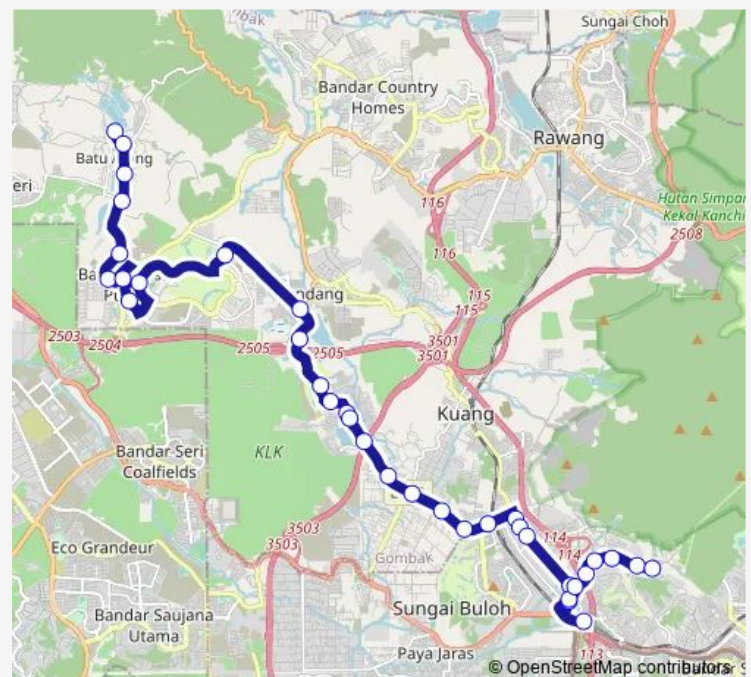 Sungai Choh
Bandar Country
Homes
Rawang
Hutan Simpa
Kekal Kanchi
2508
116
116
115
115
3501
3501
2503
2504
2505
2505
Kuang
Bandar Seri
Coalfields
KLK
3503
3503
114
114
Gombak
Eco Grandeur
Sungai Buloh
Bandar Saujana
Utama
Paya Jaras
113
© OpenStreetMap contributors